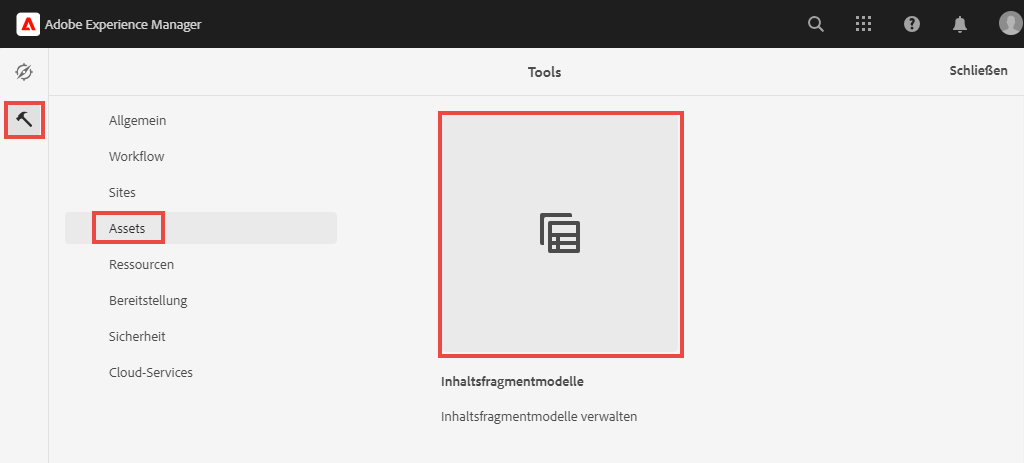 Adobe Experience Manager
Tools
Schließen
Allgemein
Workflow
Sites
Assets
Ressourcen
Bereitstellung
Sicherheit
Cloud-Services
Inhaltsfragmentmodelle
Inhaltsfragmentmodelle verwalten